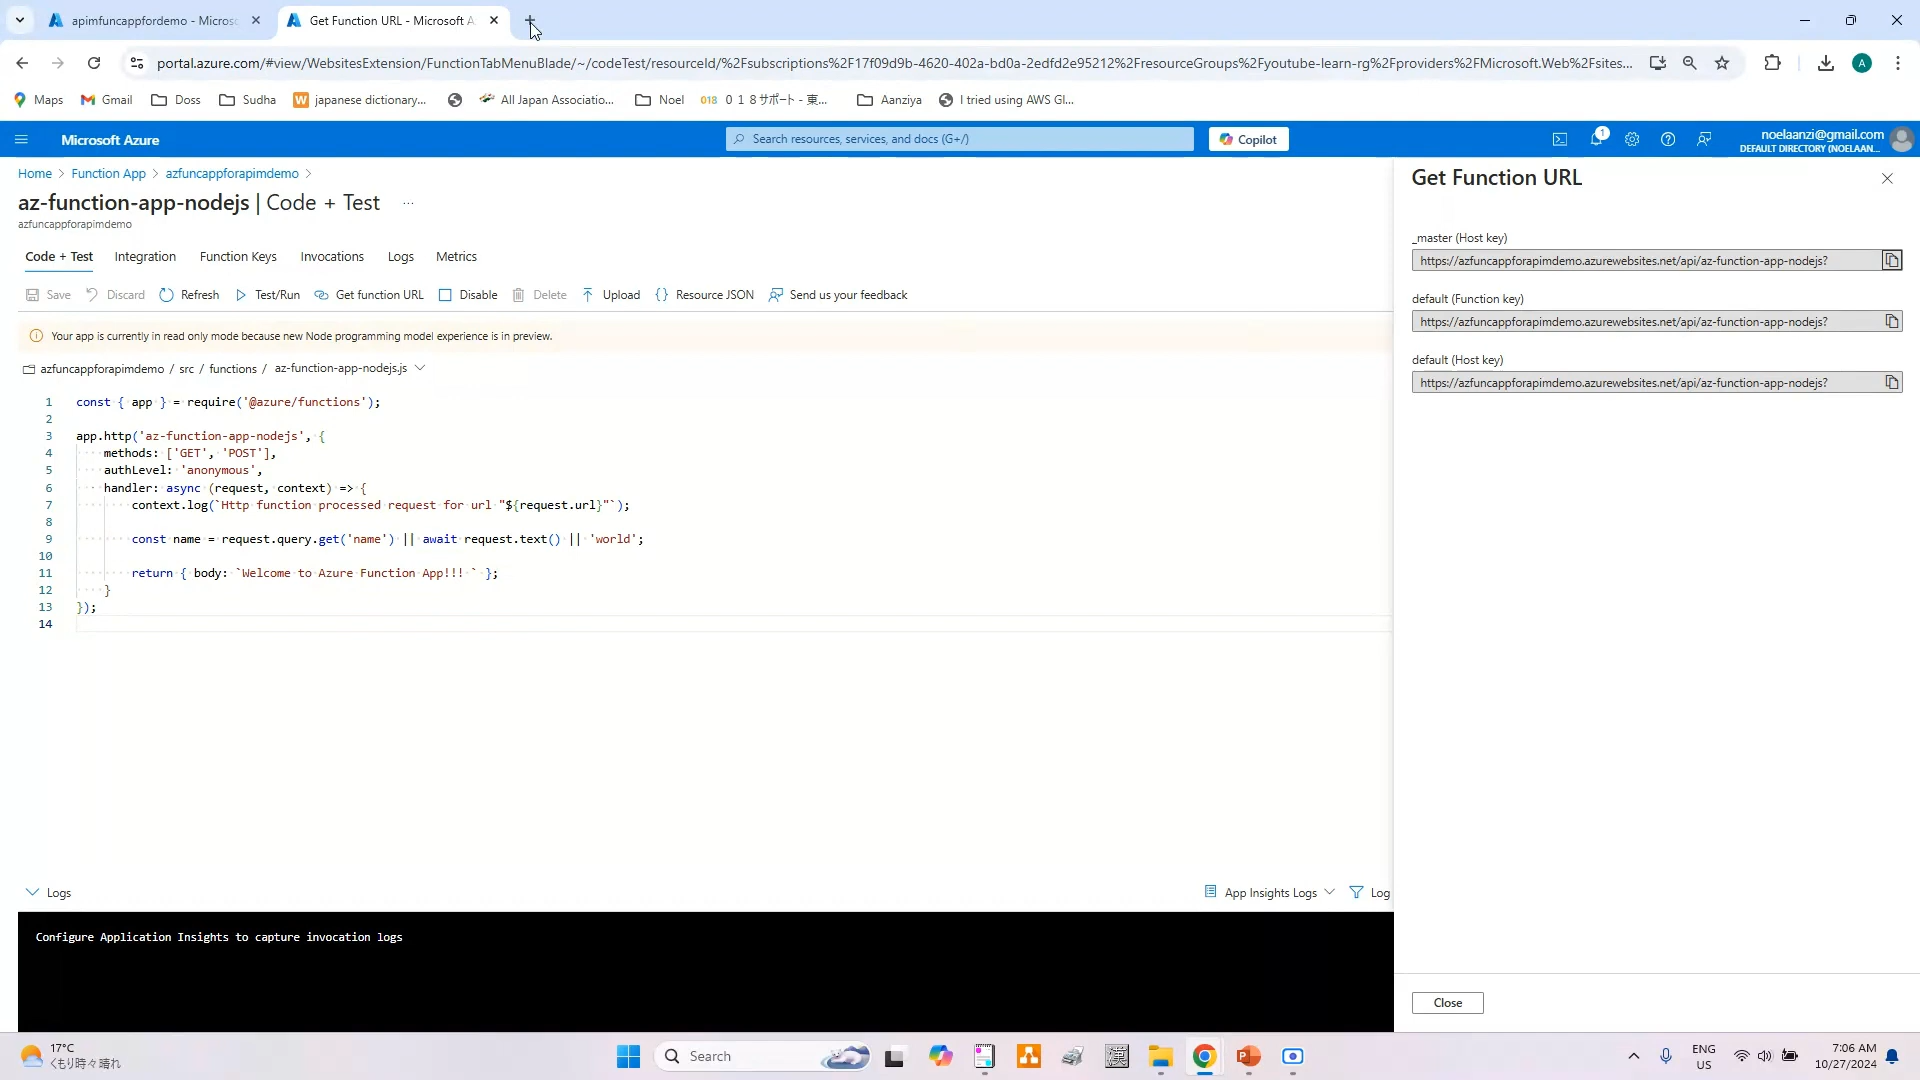 apimfuncappfordemo - Micros
Get Function URL - Microsoft A
portal.azure.com/#view/WebsitesExtension/FunctionTabMenuBlade/~/codeTest/resourceId/%2Fsubscriptions%2F17f09d9b-4620-402a-bd0a-2edfd2e95212%2FresourceGroups%2Fyoutube-learn-rg%2Fproviders%2FMicrosoft.Web%2Fsites...
A
Maps
Gmail
Doss
Sudha
W japanese dictionary...
All Japan Associatio...
Noel
018 ０１８サポート - 東...
Aanziya
I tried using AWS Gl...
Microsoft Azure
Search resources, services, and docs (G+/)
Copilot
1
noelaanzi@gmail.com
DEFAULT DIRECTORY (NOELAAN...
Home > Function App > azfuncappforapimdemo >
az-function-app-nodejs | Code + Test ...
azfuncappforapimdemo
Code + Test
Integration
Function Keys
Invocations
Logs
Metrics
Save
Discard
Refresh
Test/Run
Get function URL
Disable
Delete
Upload
Resource JSON
Send us your feedback
Your app is currently in read only mode because new Node programming model experience is in preview.
azfuncappforapimdemo / src / functions / az-function-app-nodejs.js
1 const { app } = require('@azure/functions');
2
3 app.http('az-function-app-nodejs', {
4 methods: ['GET', 'POST'],
5 authLevel: 'anonymous',
6 handler: async (request, context) => {
7 context.log(`Http function processed request for url "${request.url}"`);
8
9 const name = request.query.get('name') || await request.text() || 'world';
10
11 return { body: `Welcome to Azure Function App!!! ` };
12 }
13 });
14
Logs
App Insights Logs
Log
Configure Application Insights to capture invocation logs
Get Function URL
_master (Host key)
https://azfuncappforapimdemo.azurewebsites.net/api/az-function-app-nodejs?
default (Function key)
https://azfuncappforapimdemo.azurewebsites.net/api/az-function-app-nodejs?
default (Host key)
https://azfuncappforapimdemo.azurewebsites.net/api/az-function-app-nodejs?
Close
17°C
くもり時々晴れ
Search
漢
P
ENG
US
7:06 AM
10/27/2024